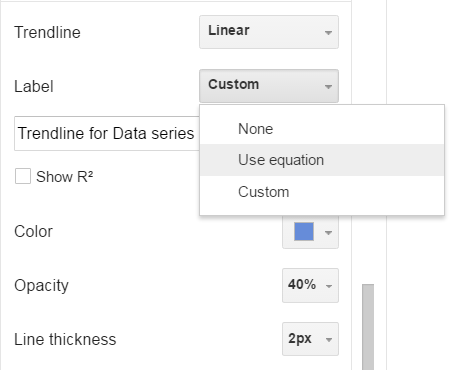 Trendline Linear
Label Custom
Trendline for Data series
None
Use equation
Custom
Show R²
Color
Opacity 40%
Line thickness 2px